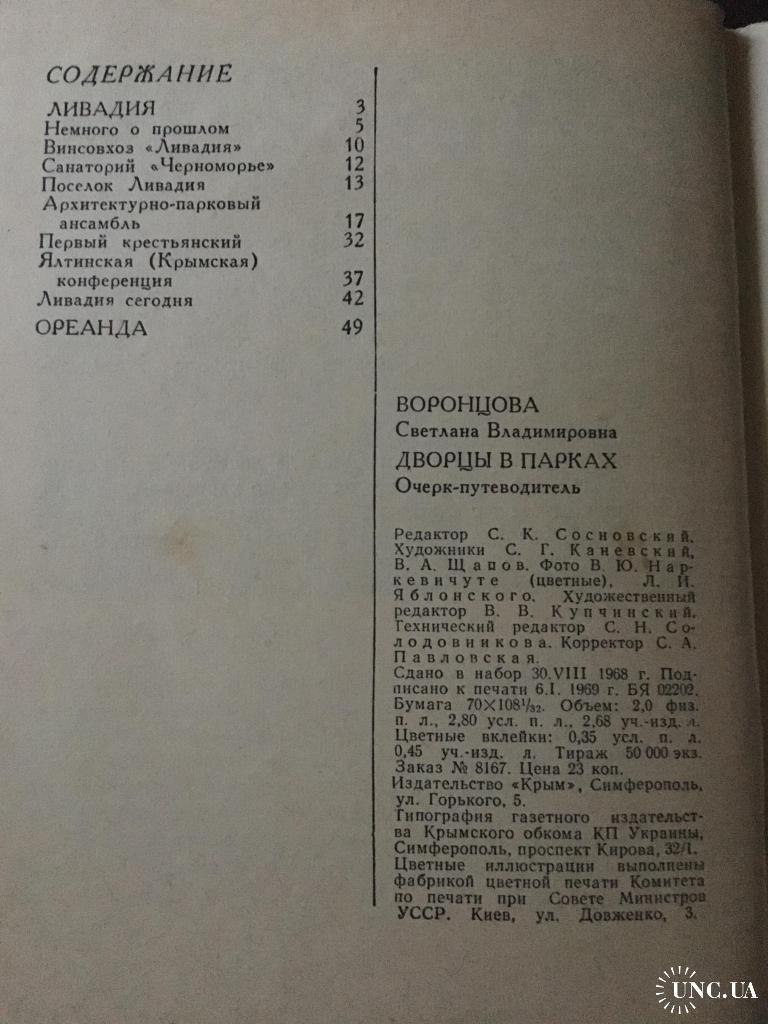 СОДЕРЖАНИЕ
ЛИВАДИЯ 3
Немного о прошлом 5
Винсовхоз «Ливадия» 10
Санаторий «Черноморье» 12
Поселок Ливадия 13
Архитектурно-парковый
ансамбль 17
Первый крестьянский 32
Ялтинская (Крымская)
конференция 37
Ливадия сегодня 42
ОРЕАНДА 49
ВОРОНЦОВА
Светлана Владимировна
ДВОРЦЫ В ПАРКАХ
Очерк-путеводитель
Редактор С. К. Сосновский.
Художники С. Г. Каневский,
В. А. Щапов. Фото В. Ю. Нар-
кевичуте (цветные), Л. И.
Яблонского. Художественный
редактор В. В. Купчинский.
Технический редактор С. Н. Со-
лодовникова. Корректор С. А.
Павловская.
Сдано в набор 30.VIII 1968 г. Под-
писано к печати 6.I. 1969 г. БЯ 02202.
Бумага 70×108¹/₃₂. Объем: 2,0 физ.
п. л., 2,80 усл. п. л., 2,68 уч.-изд. л.
Цветные вклейки: 0,35 усл. п. л.
0,45 уч.-изд. л. Тираж 50 000 экз.
Заказ № 8167. Цена 23 коп.
Издательство «Крым», Симферополь,
ул. Горького, 5.
Типография газетного издательст-
ва Крымского обкома КП Украины,
Симферополь, проспект Кирова, 32/1.
Цветные иллюстрации выполнены
фабрикой цветной печати Комитета
по печати при Совете Министров
УССР. Киев, ул. Довженко, 3.
UNC.UA